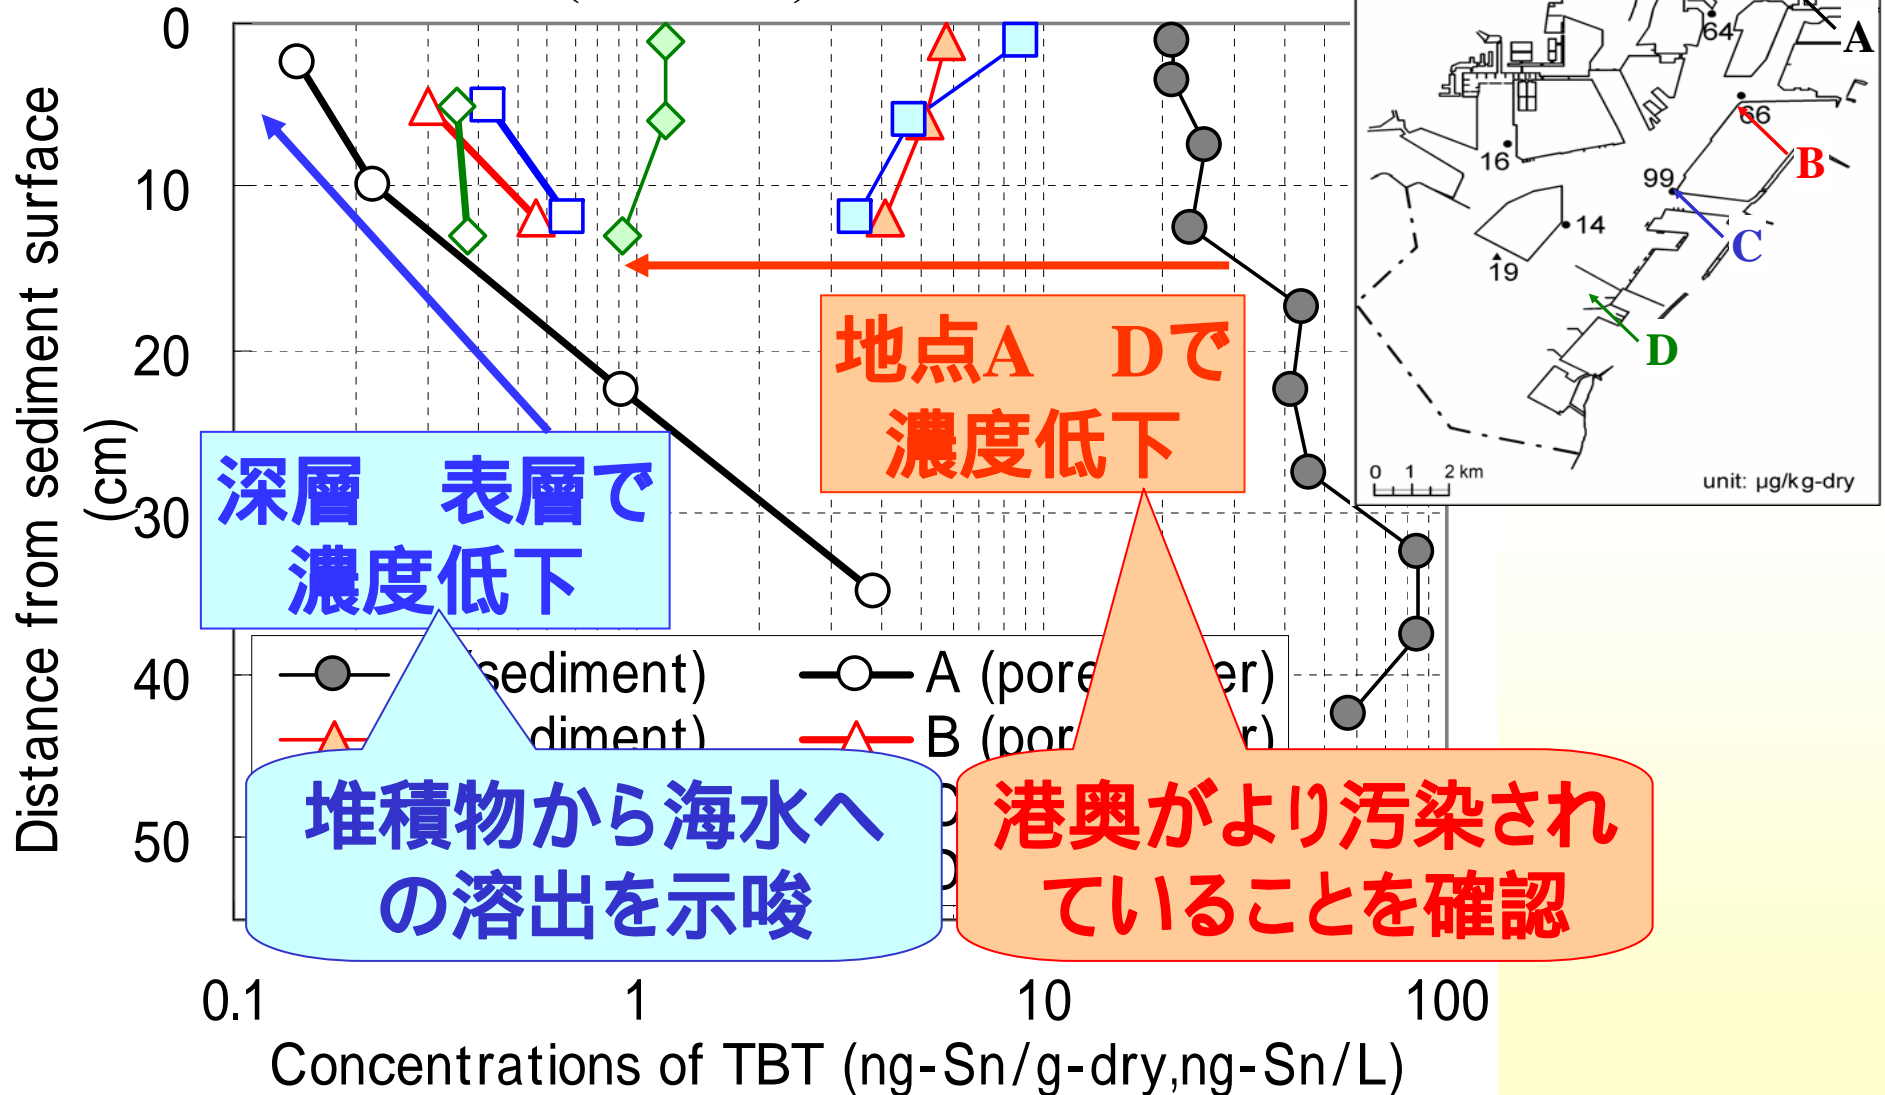 0
10
20
30
40
50
Distance from sediment surface
(cm)
地点A Dで
濃度低下
深層 表層で
濃度低下
A (pore
er)
B (por
堆積物から海水へ
の溶出を示唆
港奥がより汚染され
ていることを確認
0.1
1
10
100
Concentrations of TBT (ng-Sn/g-dry,ng-Sn/L)
64
A
66
B
16
99
C
14
19
D
0 1 2 km
unit: µg/kg-dry
sediment)
diment)